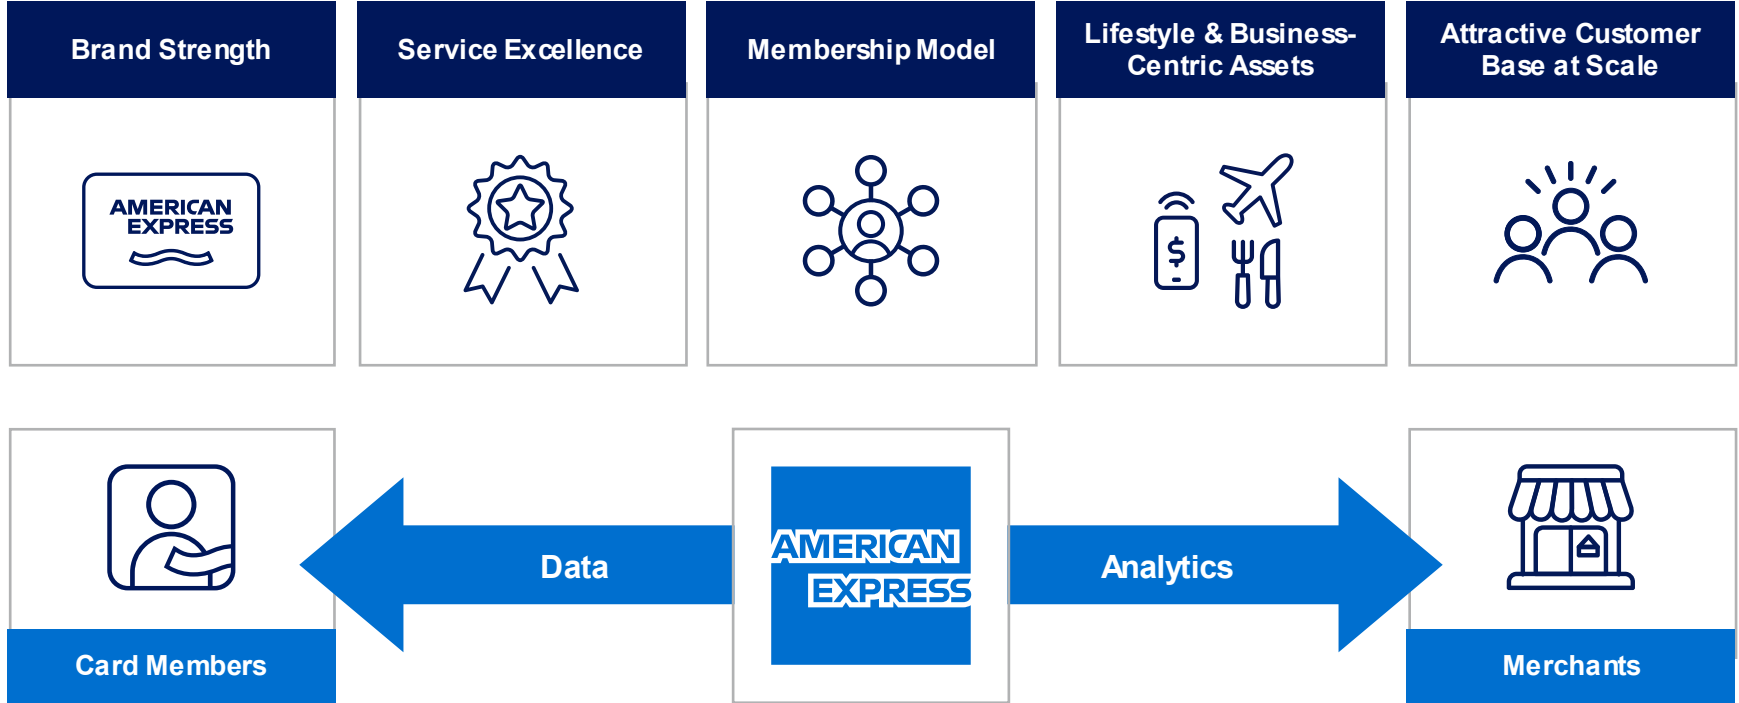 Brand Strength
Service Excellence
Membership Model
Lifestyle & Business-
Centric Assets
Attractive Customer
Base at Scale
AMERICAN
EXPRESS
$
Data
AMERICAN
EXPRESS
Analytics
Card Members
Merchants